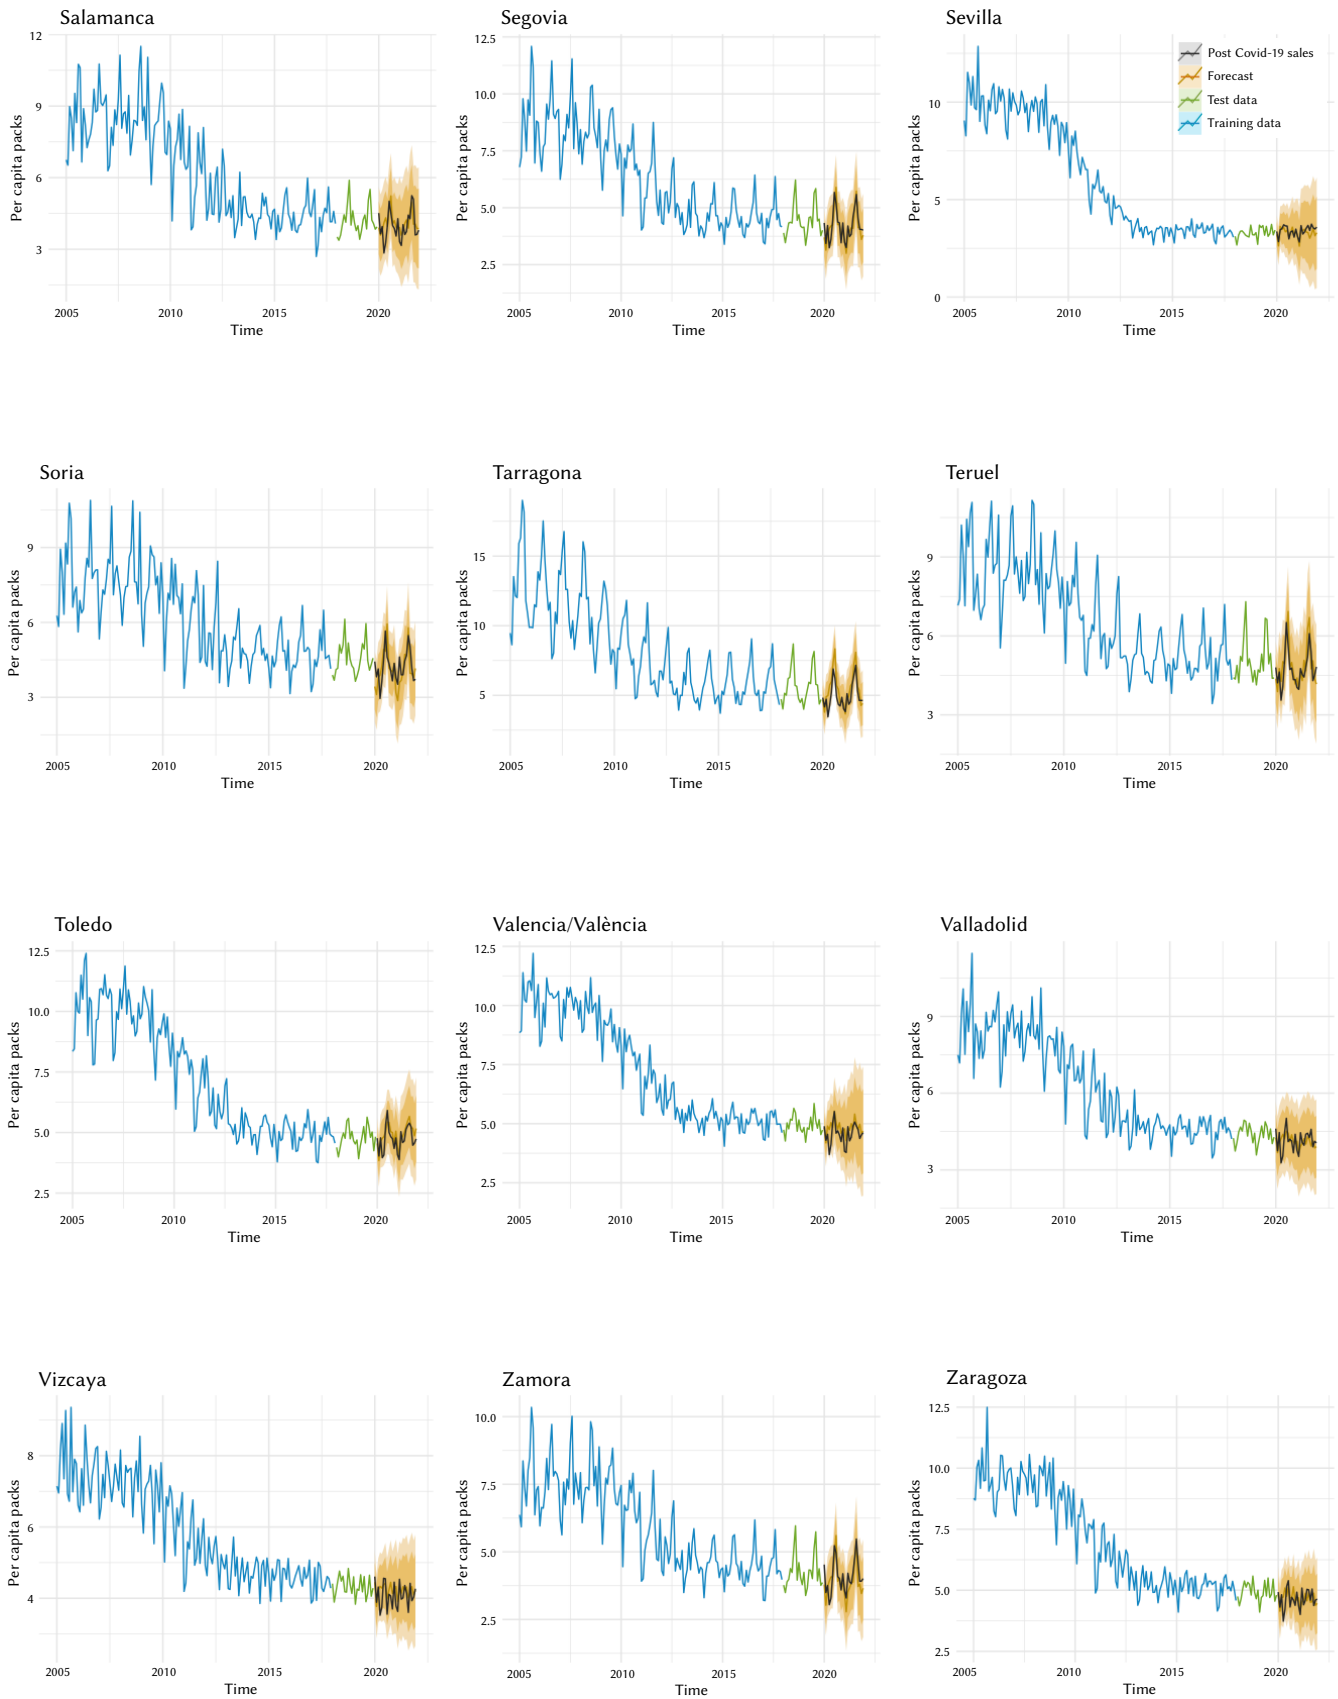 Salamanca
Per capita packs
12
9
6
3
2005 2010 2015 2020
Time
Segovia
Per capita packs
12.5
10.0
7.5
5.0
2.5
2005 2010 2015 2020
Time
Sevilla
Per capita packs
10
5
0
Post Covid-19 sales
Forecast
Test data
Training data
2005 2010 2015 2020
Time
Soria
Per capita packs
9
6
3
2005 2010 2015 2020
Time
Tarragona
Per capita packs
15
10
5
2005 2010 2015 2020
Time
Teruel
Per capita packs
9
6
3
2005 2010 2015 2020
Time
Toledo
Per capita packs
12.5
10.0
7.5
5.0
2.5
2005 2010 2015 2020
Time
Valencia/València
Per capita packs
12.5
10.0
7.5
5.0
2.5
2005 2010 2015 2020
Time
Valladolid
Per capita packs
9
6
3
2005 2010 2015 2020
Time
Vizcaya
Per capita packs
8
6
4
2005 2010 2015 2020
Time
Zamora
Per capita packs
10.0
7.5
5.0
2.5
2005 2010 2015 2020
Time
Zaragoza
Per capita packs
12.5
10.0
7.5
5.0
2.5
2005 2010 2015 2020
Time